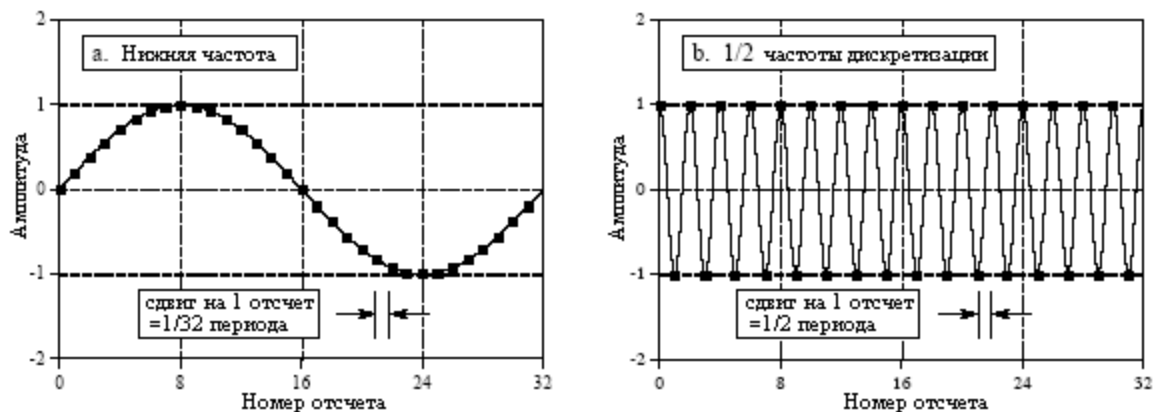 2
1
0
-1
-2
Амплитуда
a. Нижняя частота
сдвиг на 1 отсчет
=1/32 периода
0
8
16
24
32
Номер отсчета
2
1
0
-1
-2
Амплитуда
b. 1/2 частоты дискретизации
сдвиг на 1 отсчет
=1/2 периода
0
8
16
24
32
Номер отсчета